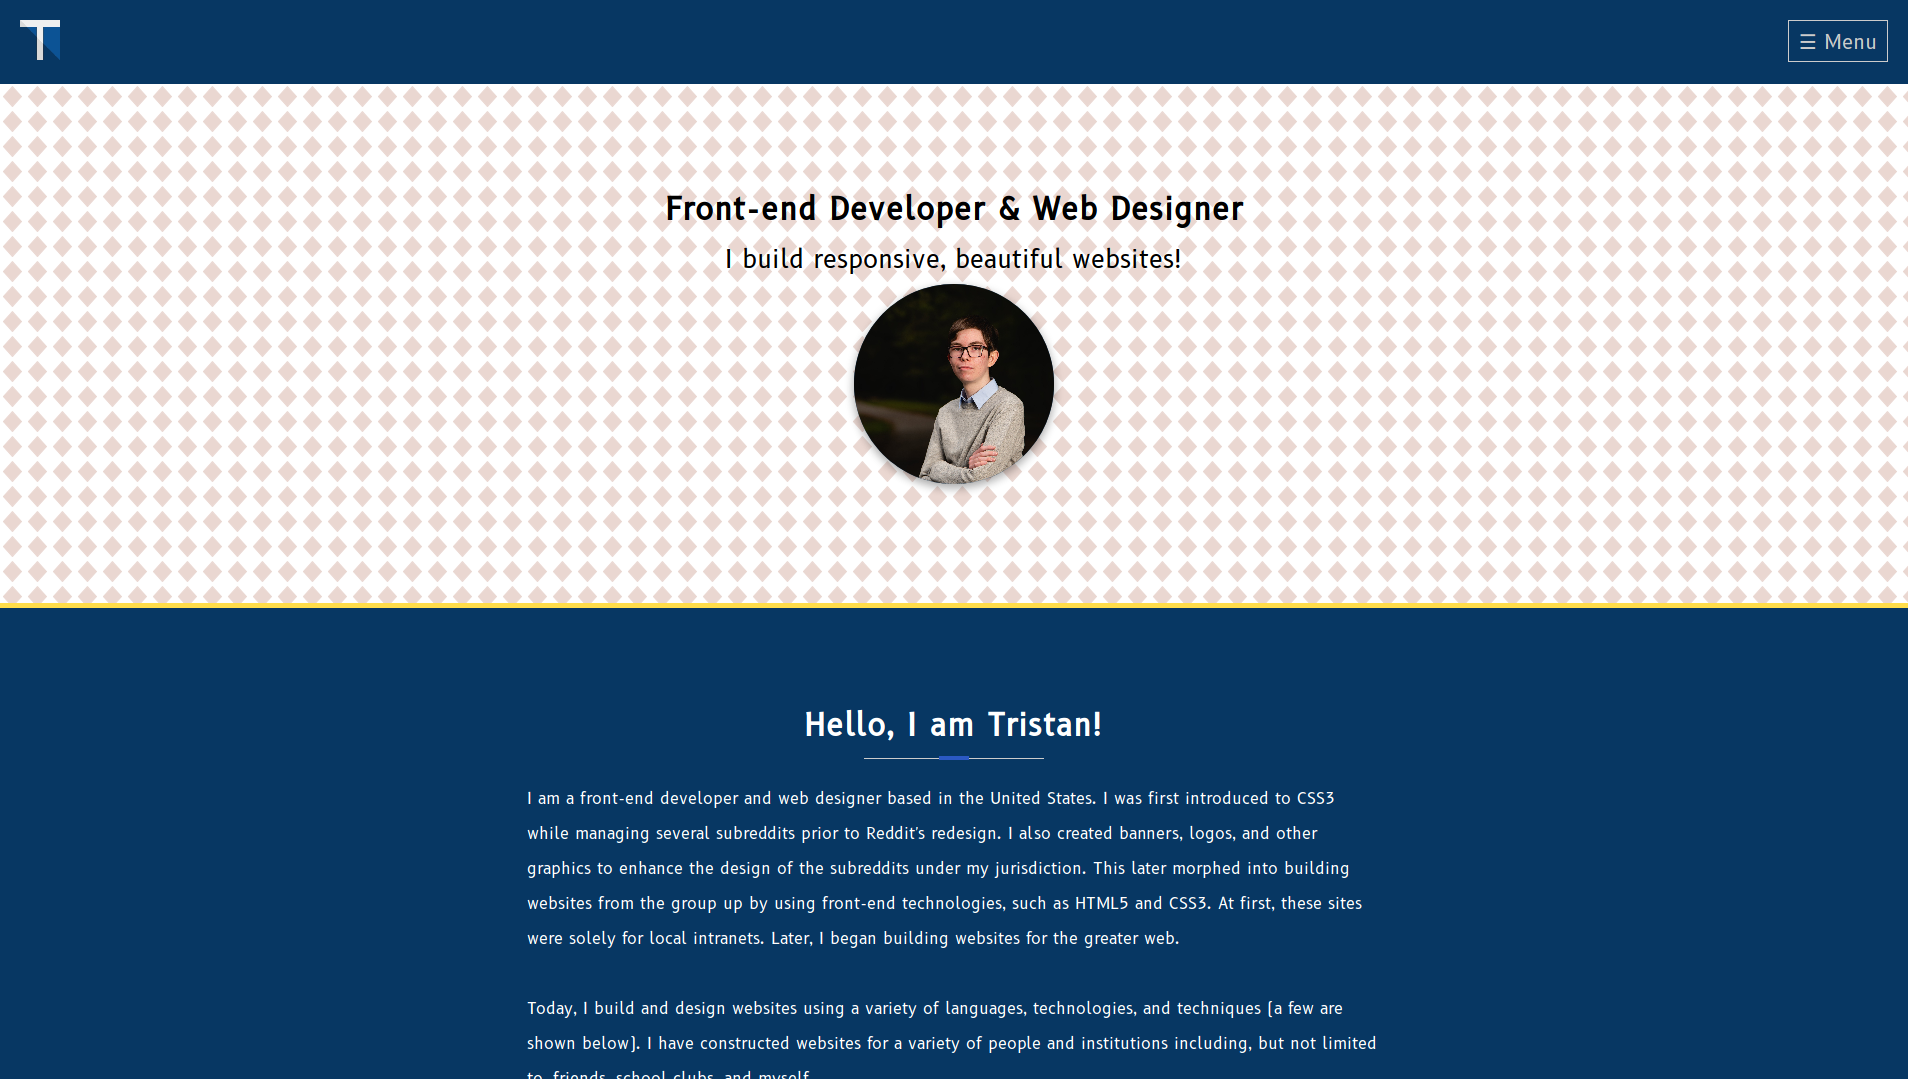 T
☰ Menu
Front-end Developer & Web Designer
I build responsive, beautiful websites!
Hello, I am Tristan!
I am a front-end developer and web designer based in the United States. I was first introduced to CSS3
while managing several subreddits prior to Reddit's redesign. I also created banners, logos, and other
graphics to enhance the design of the subreddits under my jurisdiction. This later morphed into building
websites from the group up by using front-end technologies, such as HTML5 and CSS3. At first, these sites
were solely for local intranets. Later, I began building websites for the greater web.
Today, I build and design websites using a variety of languages, technologies, and techniques (a few are
shown below). I have constructed websites for a variety of people and institutions including, but not limited
to, friends, school clubs, and myself.